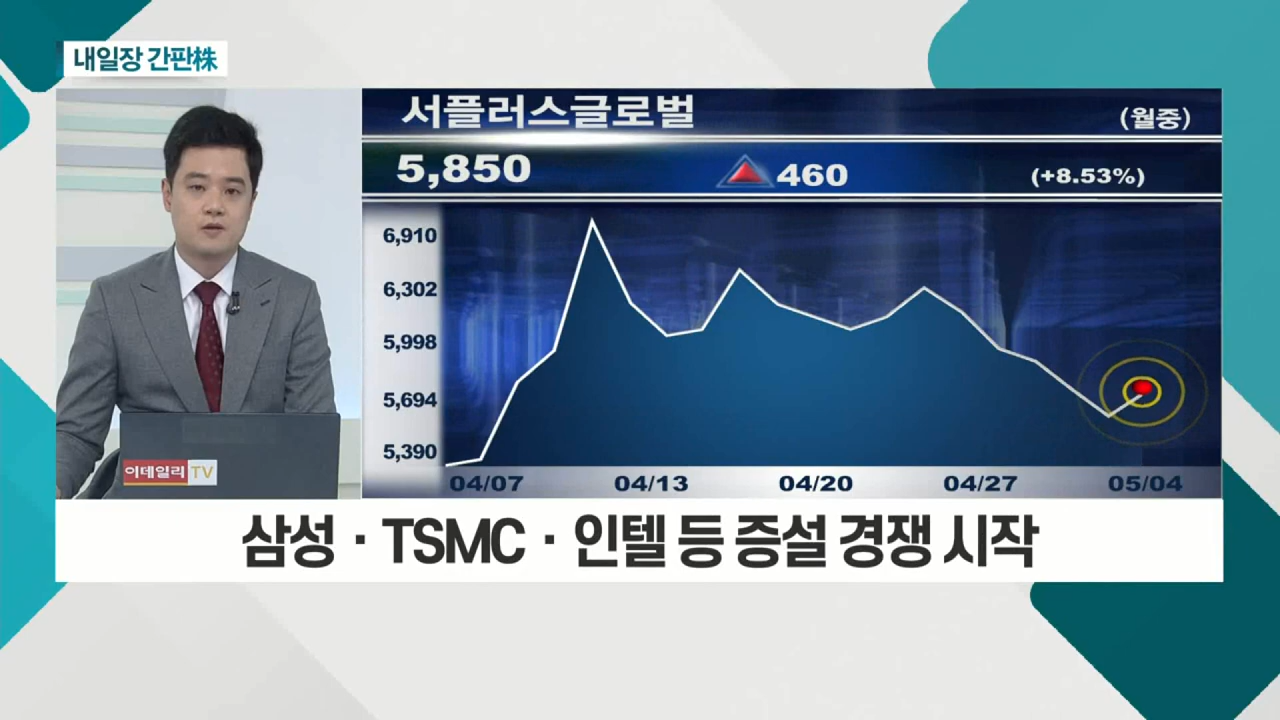 내일장 간판株
서플러스글로벌 (월중)
5,850 ▲ 460 (+8.53%)
6,910
6,302
5,998
5,694
5,390
04/07 04/13 04/20 04/27 05/04
이데일리 TV
삼성·TSMC·인텔 등 증설 경쟁 시작